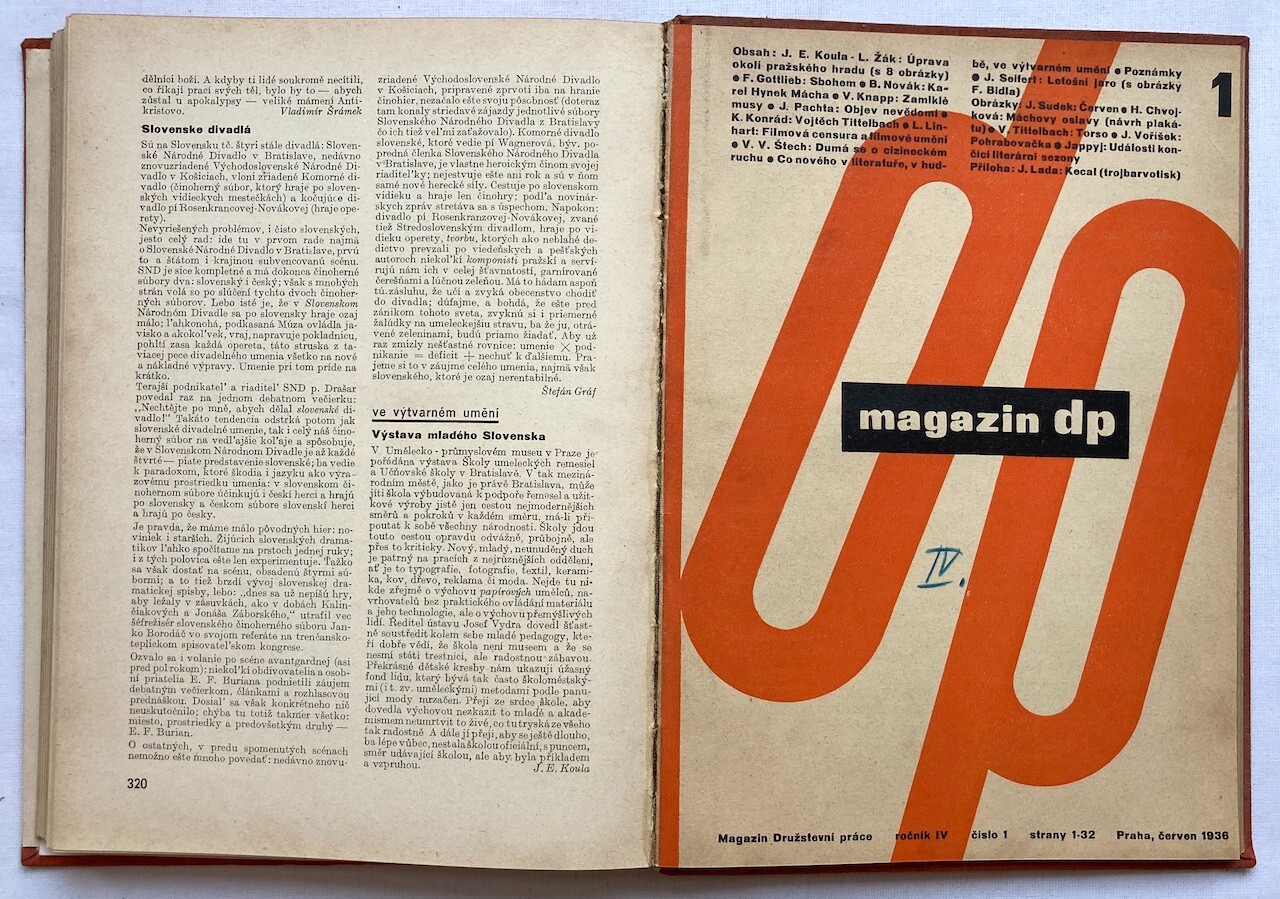 dělníci boží. A kdyby ti lidé soukromě necítili,
co říkají prací svých těl, bylo by to — abych
zůstal u apokalypsy — veliké mámení Anti-
kristovo. Vladimír Šrámek
Slovenske divadlá
Sú na Slovensku tč. štyri stále divadlá: Sloven-
ské Národné Divadlo v Bratislave, nedávno
znovuzriadené Východoslovenské Národné Di-
vadlo v Košiciach, vloni zriadené Komorné di-
vadlo (činoherný súbor, ktorý hraje po sloven-
ských vidieckych mestečkách) a kočujúce di-
vadlo pí Rosenkrancovej-Novákovej (hraje ope-
rety).
Nevyriešených problémov, i čisto slovenských,
jesto celý rad: ide tu v prvom rade najmä
o Slovenské Národné Divadlo v Bratislave, prvú
to a štátom i krajinou subvencovanú scénu.
SND je síce kompletné a má dokonca činoherné
súbory dva: slovenský i český; však s mnohých
strán volá so po slúčení tychto dvoch činoher-
ných súborov. Lebo isté je, že v Slovenskom
Národnóm Divadle sa po slovensky hraje ozaj
málo; ľahkonohá, podkasaná Múza ovládla ja-
visko a akokoľvek, vraj, napravuje pokladnicu,
pohltí zasa každá opereta, táto struska z ta-
viacej pece divadelného umenia všetko na nové
a nákladné výpravy. Umenie pri tom príde na
krátko.
Terajší podnikateľ a riaditeľ SND p. Drašar
povedal raz na jednom debatnom večierku:
„Nechtějte po mně, abych dělal slovenské di-
vadlo!“ Takáto tendencia odstrká potom jak
slovenské divadelné umenie, tak i celý náš čino-
herný súbor na vedľajšie koľaje a spôsobuje,
že v Slovenskom Národnom Divadle je až každé
štvrté — piate predstavenie slovenské; ba vedie
k paradoxom, ktoré škodia i jazyku ako výra-
zovému prostriedku umenia: v slovenskom či-
nohernom súbore účinkujú i českí herci a hrajú
po slovensky a českom súbore slovenskí herci
a hrajú po česky.
Je pravda, že máme málo pôvodných hier: no-
viniek i starších. Žijúcich slovenských drama-
tikov ľahko spočítame na prstoch jednej ruky;
i z tých polovica ešte len experimentuje. Ťažko
sa však dostať na scénu, obsadenú štyrmi sú-
bormi; a to tiež brzdí vývoj slovenskej dra-
matickej spisby, lebo: „dnes sa už nepíšu hry,
aby ležaly v zásuvkách, ako v dobách Kalin-
čiakových a Jonáša Záborského,“ utrafil vec
šéfrežisér slovenského činoherného súboru Jan-
ko Borodáč vo svojom referáte na trenčansko-
teplickom spisovateľskom kongrese.
Ozvalo sa i volanie po scéne avantgardnej (asi
pred pol rokom): niekoľkí obdivovatelia a osob-
ní priatelia E. F. Buriana podnietili záujem
debatným večierkom, článkami a rozhlasovou
prednáškou. Dosiaľ sa však konkrétneho nič
neuskutočnilo; chýba tu totiž takmer všetko:
miesto, prostriedky a predovšetkým druhý —
E. F. Burian.
O ostatných, v predu spomenutých scénach
nemožno ešte mnoho povedať: nedávno znovu-
320
zriadené Východoslovenské Národné Divadlo
v Košiciach, pripravené zprvoti iba na hranie
činohier, nezačalo ešte svoju pôsobnosť (doteraz
tam konaly striedavé zájazdy jednotlivé súbory
Slovenského Národného Divadla z Bratislavy
čo ich tiež veľmi zaťažovalo). Komorné divadlo
slovenské, ktoré vedie pí Wagnerová, býv. po-
predná členka Slovenského Národného Divadla
v Bratislave, je vlastne heroickým činom svojej
riaditeľky; nejestvuje ešte ani rok a sú v ňom
samé nové herecké sily. Cestuje po slovenskom
vidieku a hraje len činohry; podľa novinár-
skych zpráv stretáva sa s úspechom. Napokon:
divadlo pí Rosenkranzovej-Novákovej, zvané
tiež Stredoslovenským divadlom, hraje po vi-
dieku operety, tvorbu, ktorých ako neblahé de-
dictvo prevzali po viedeňských a pešťských
autoroch niekoľkí komponisti pražskí a serví-
rujú nám ich v celej šťavnatosti, garnírované
čerešňami a lúčnou zeleňou. Má to hádam aspoň
tú zásluhu, že učí a zvyká obecenstvo chodiť
do divadla; dúfajme, a bohdá, že ešte pred
zánikom tohoto sveta, zvyknú si i priemerné
žalúdky na umeleckejšiu stravu, ba že ju, otrá-
vené zeleninami, budú priamo žiadať. Aby už
raz zmizly nešťastné rovnice: umenie × pod-
nikanie = deficit + nechuť k ďalšiemu. Pra-
jeme si to v záujme celého umenia, najmä však
slovenského, ktoré je ozaj nerentabilné.
Štefán Gráf
ve výtvarném umění
Výstava mladého Slovenska
V Umělecko-průmyslovém museu v Praze je
pořádána výstava Školy umeleckých remesiel
a Učňovské školy v Bratislavě. V tak meziná-
rodním městě, jako je právě Bratislava, může
jíti škola vybudovaná k podpoře řemesel a užit-
kové výroby jistě jen cestou nejmodernějších
směrů a pokroků v každém směru, má-li při-
poutat k sobě všechny národnosti. Školy jdou
touto cestou opravdu odvážně, průbojně, ale
přes to kriticky. Nový, mladý, neunuděný duch
je patrný na pracích z nejrůznějších oddělení,
ať je to typografie, fotografie, textil, kerami-
ka, kov, dřevo, reklama či moda. Nejde tu ni-
kde zřejmě o výchovu papírových umělců, na-
vrhovatelů bez praktického ovládání materiálu
a jeho technologie, ale o výchovu přemýšlivých
lidí. Ředitel ústavu Josef Vydra dovedl šťast-
ně soustředit kolem sebe mladé pedagogy, kte-
ří dobře vědí, že škola není museem a že se
nesmí státi trestnicí, ale radostnou zábavou.
Překrásné dětské kresby nám ukazují úžasný
fond lidu, který bývá tak často školoměstský-
mi (i t. zv. uměleckými) metodami podle panu-
jící mody mrzačen. Přeji ze srdce škole, aby
dovedla výchovou nezkazit to mladé a akade-
mismem neumrtvit to živé, co tu tryská ze všeho
tak radostně A dále jí přeji, aby se ještě dlouho,
ba lépe vůbec, nestala školou oficiální, s puncem,
směr udávající školou, ale aby byla příkladem
a vzpruhou. J. E. Koula
Obsah: J. E. Koula - L. Žák: Úprava
okolí pražského hradu (s 8 obrázky)
● F. Gottlieb: Sbohem ● B. Novák: Ka-
rel Hynek Mácha ● V. Knapp: Zamlklé
musy ● J. Pachta: Objev nevědomí ●
K. Konrád: Vojtěch Tittelbach ● L. Lin-
hart: Filmová censura a filmové umění
● V. V. Štech: Dumá se o cizineckém
ruchu ● Co nového v literatuře, v hud-
bě, ve výtvarném umění ● Poznámky
● J. Seifert: Letošní jaro (s obrázky
F. Bidla)
Obrázky: J. Sudek: Červen ● H. Chvoj-
ková: Máchovy oslavy (návrh plaká-
tu) ● V. Tittelbach: Torso ● J. Voříšek:
Pohrabovačka ● Jappyj: Události kon-
čící literární sezony
Příloha: J. Lada: Kecal (trojbarvotisk)
1
dp
magazin dp
IV.
Magazin Družstevní práce ročník IV číslo 1 strany 1-32 Praha, červen 1936